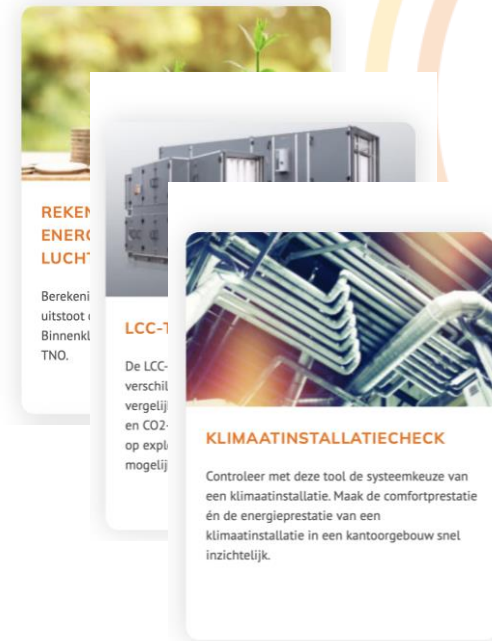 REKEN
ENERG
LUCHT
Berekeni
uitstoot
Binnenkl
TNO.
LCC-T
De LCC-
verschil
vergelij
en CO2-
op expl
mogelij
KLIMAATINSTALLATIECHECK
Controleer met deze tool de systeemkeuze van
een klimaatinstallatie. Maak de comfortprestatie
én de energieprestatie van een
klimaatinstallatie in een kantoorgebouw snel
inzichtelijk.